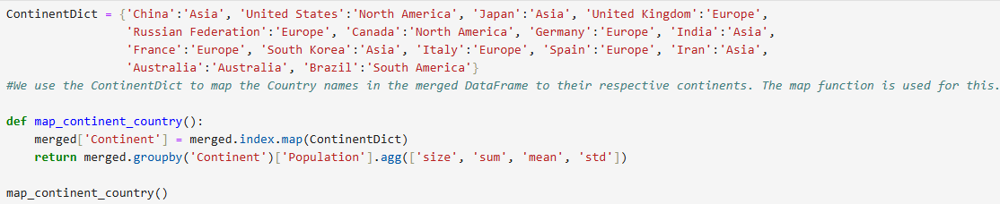 ContinentDict = {'China':'Asia', 'United States':'North America', 'Japan':'Asia', 'United Kingdom':'Europe',
                 'Russian Federation':'Europe', 'Canada':'North America', 'Germany':'Europe', 'India':'Asia',
                 'France':'Europe', 'South Korea':'Asia', 'Italy':'Europe', 'Spain':'Europe', 'Iran':'Asia',
                 'Australia':'Australia', 'Brazil':'South America'}
#We use the ContinentDict to map the Country names in the merged DataFrame to their respective continents. The map function is used for this.
def map_continent_country():
    merged['Continent'] = merged.index.map(ContinentDict)
    return merged.groupby('Continent')['Population'].agg(['size', 'sum', 'mean', 'std'])
map_continent_country()